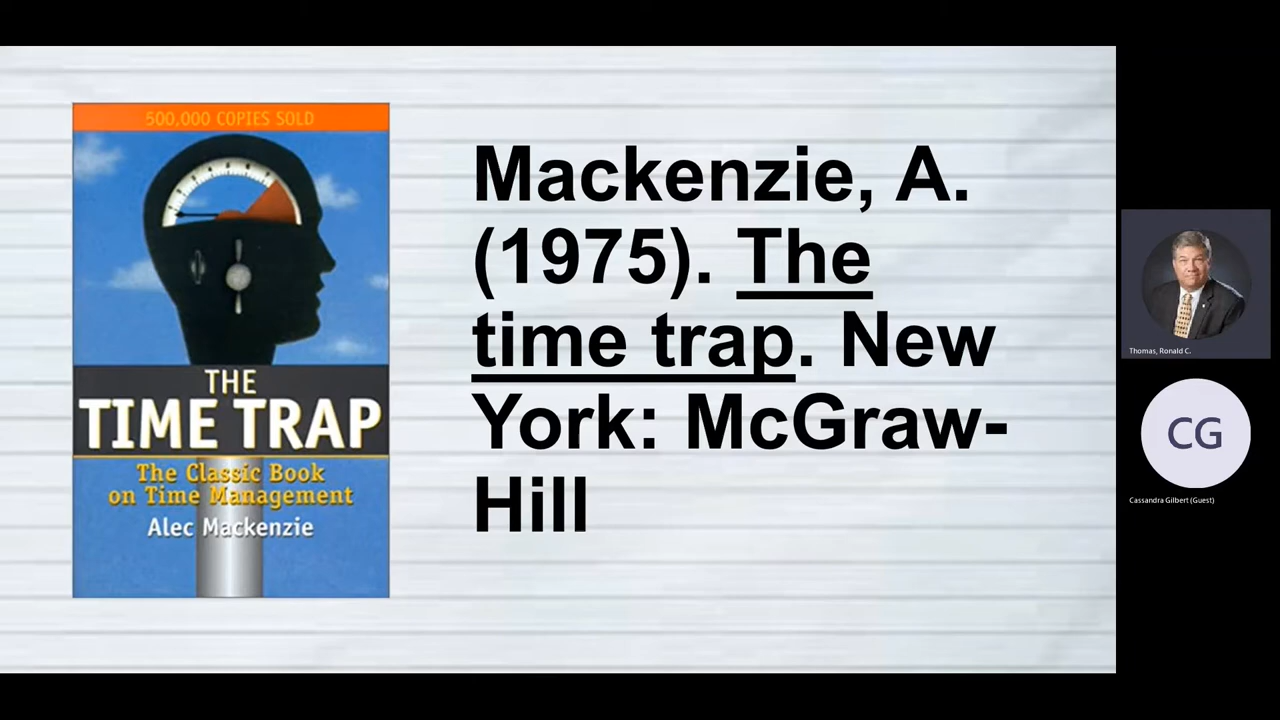 500,000 COPIES SOLD
THE
TIME TRAP
The Classic Book
on Time Management
Alec Mackenzie
Mackenzie, A.
(1975). The
time trap. New
York: McGraw-
Hill
Thomas, Ronald C.
CG
Cassandra Gilbert (Guest)